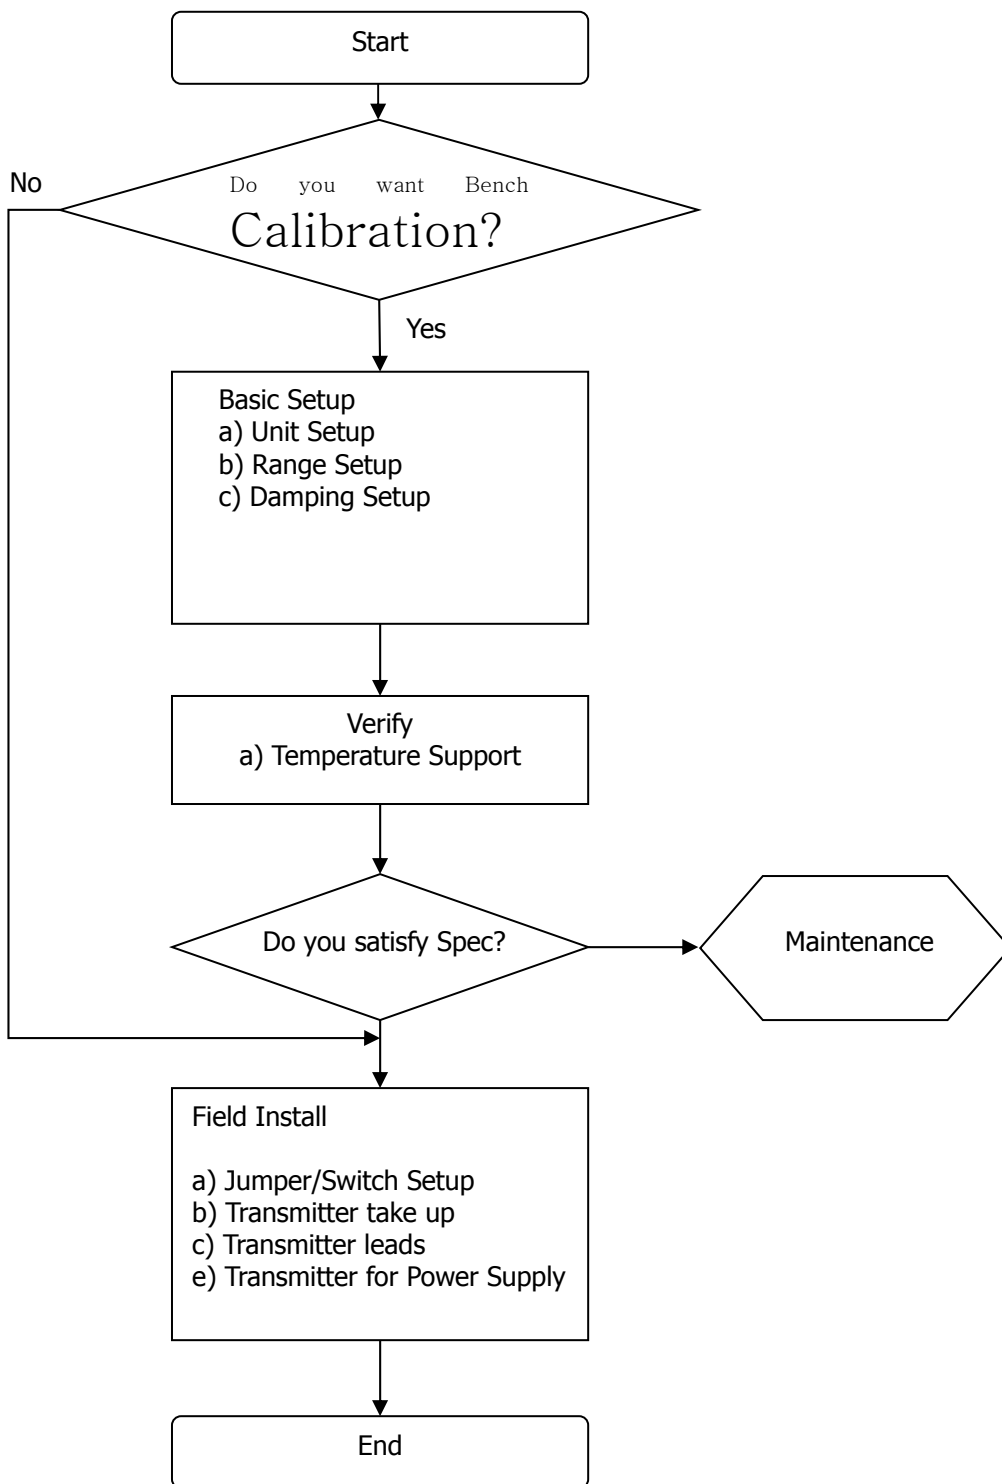 Start
No
Do you want Bench
Calibration?
Yes
Basic Setup
a) Unit Setup
b) Range Setup
c) Damping Setup
Verify
a) Temperature Support
Do you satisfy Spec?
Maintenance
Field Install
a) Jumper/Switch Setup
b) Transmitter take up
c) Transmitter leads
e) Transmitter for Power Supply
End